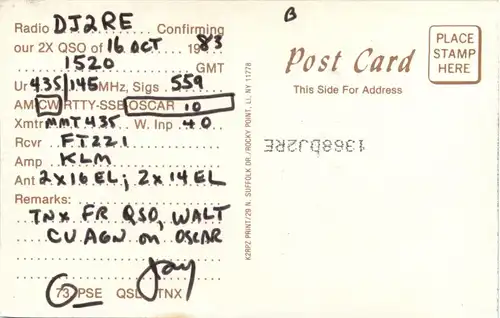 Radio DJ2RE Confirming
our 2X QSO of 16 OCT 1983
1520 GMT
Ur 435/145 MHz, Sigs 559
AM CW RTTY-SSB OSCAR 10
Xmtr MMT435 W. Inp 40
Rcvr FT221
Amp KLM
Ant 2X16EL; 2X14EL
Remarks:
TNX FR QSO, WALT
CU AGN on OSCAR
Jay
73 PSE QSL TNX
K2RPZ PRINT/29 N. SUFFOLK DR./ROCKY POINT, L.I. NY 11778
B
Post Card
This Side For Address
PLACE
STAMP
HERE
1368DJ2RE